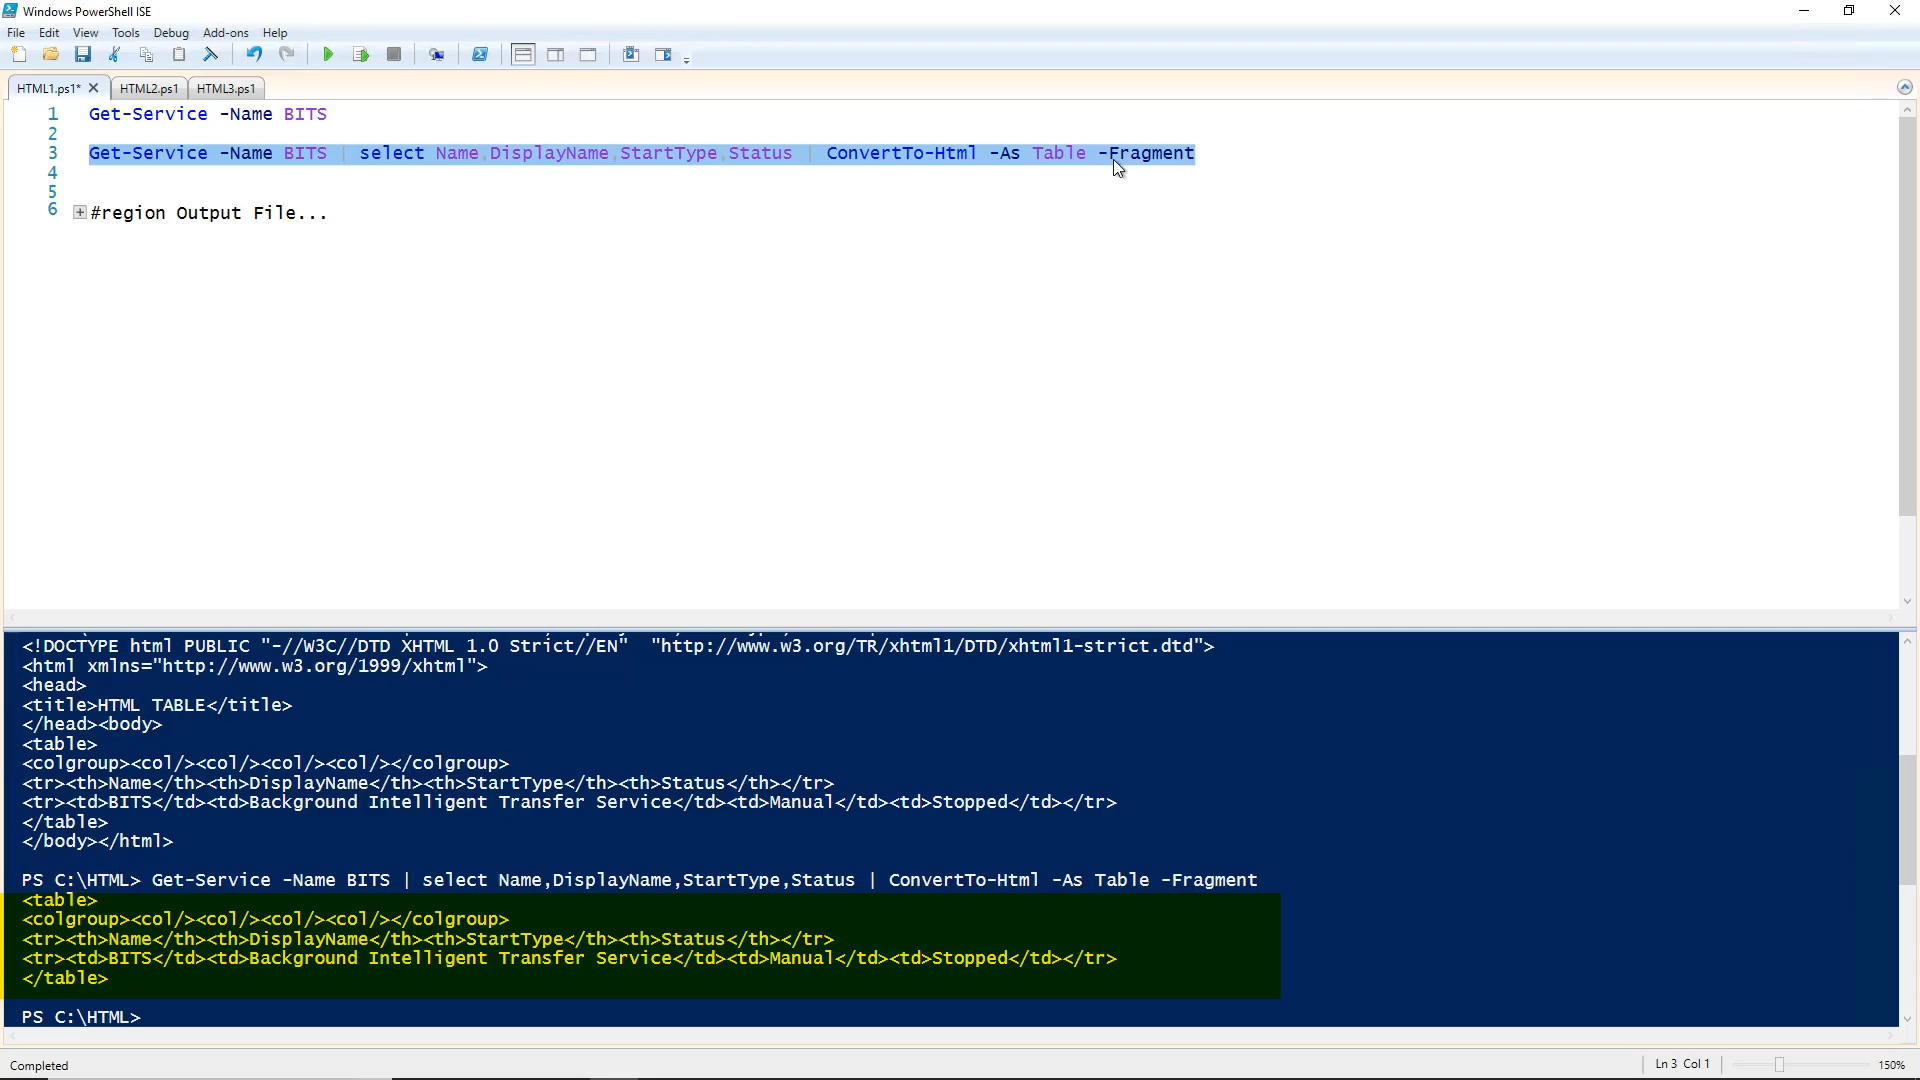 Windows PowerShell ISE
File Edit View Tools Debug Add-ons Help
HTML1.ps1* HTML2.ps1 HTML3.ps1
1 Get-Service -Name BITS
2
3 Get-Service -Name BITS | select Name,DisplayName,StartType,Status | ConvertTo-Html -As Table -Fragment
4
5
6 #region Output File...
<!DOCTYPE html PUBLIC "-//W3C//DTD XHTML 1.0 Strict//EN"  "http://www.w3.org/TR/xhtml1/DTD/xhtml1-strict.dtd">
<html xmlns="http://www.w3.org/1999/xhtml">
<head>
<title>HTML TABLE</title>
</head><body>
<table>
<colgroup><col/><col/><col/><col/></colgroup>
<tr><th>Name</th><th>DisplayName</th><th>StartType</th><th>Status</th></tr>
<tr><td>BITS</td><td>Background Intelligent Transfer Service</td><td>Manual</td><td>Stopped</td></tr>
</table>
</body></html>
PS C:\HTML> Get-Service -Name BITS | select Name,DisplayName,StartType,Status | ConvertTo-Html -As Table -Fragment
<table>
<colgroup><col/><col/><col/><col/></colgroup>
<tr><th>Name</th><th>DisplayName</th><th>StartType</th><th>Status</th></tr>
<tr><td>BITS</td><td>Background Intelligent Transfer Service</td><td>Manual</td><td>Stopped</td></tr>
</table>
PS C:\HTML>
Completed Ln 3 Col 1 150%